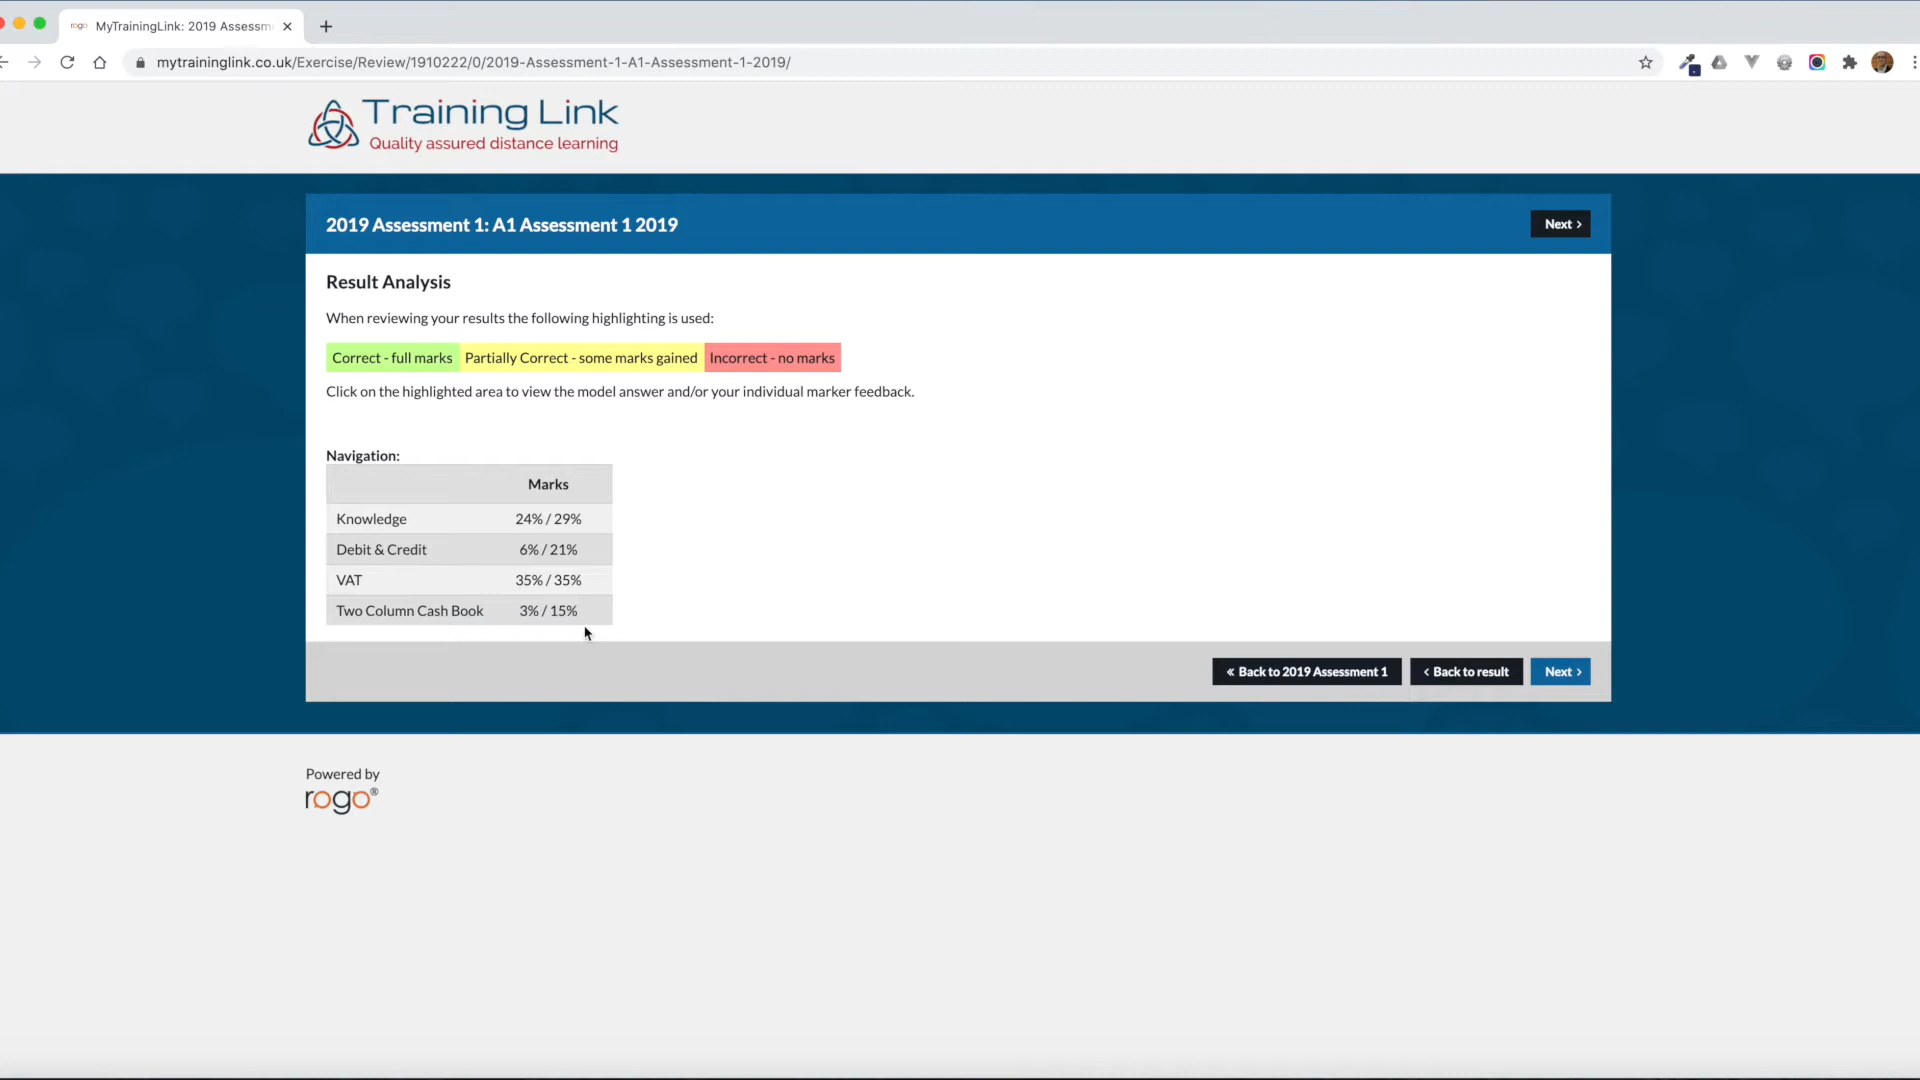 rogo MyTrainingLink: 2019 Assessm
mytraininglink.co.uk/Exercise/Review/1910222/0/2019-Assessment-1-A1-Assessment-1-2019/
Training Link
Quality assured distance learning
2019 Assessment 1: A1 Assessment 1 2019
Next >
Result Analysis
When reviewing your results the following highlighting is used:
Correct - full marks Partially Correct - some marks gained Incorrect - no marks
Click on the highlighted area to view the model answer and/or your individual marker feedback.
Navigation:
Marks
Knowledge 24% / 29%
Debit & Credit 6% / 21%
VAT 35% / 35%
Two Column Cash Book 3% / 15%
« Back to 2019 Assessment 1 < Back to result Next >
Powered by
rogo®